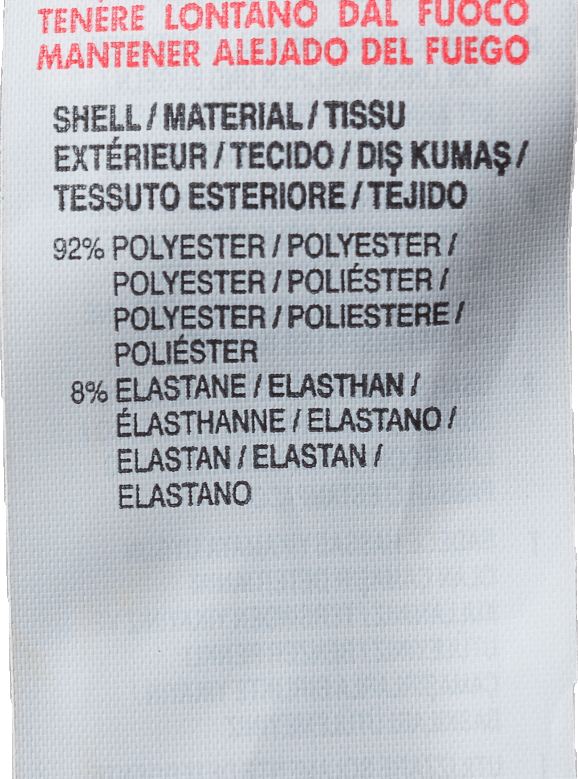 TENERE LONTANO DAL FUOCO
MANTENER ALEJADO DEL FUEGO
SHELL / MATERIAL / TISSU
EXTÉRIEUR / TECIDO / DIŞ KUMAŞ /
TESSUTO ESTERIORE / TEJIDO
92% POLYESTER / POLYESTER /
POLYESTER / POLIÉSTER /
POLYESTER / POLIESTERE /
POLIÉSTER
8% ELASTANE / ELASTHAN /
ÉLASTHANNE / ELASTANO /
ELASTAN / ELASTAN /
ELASTANO